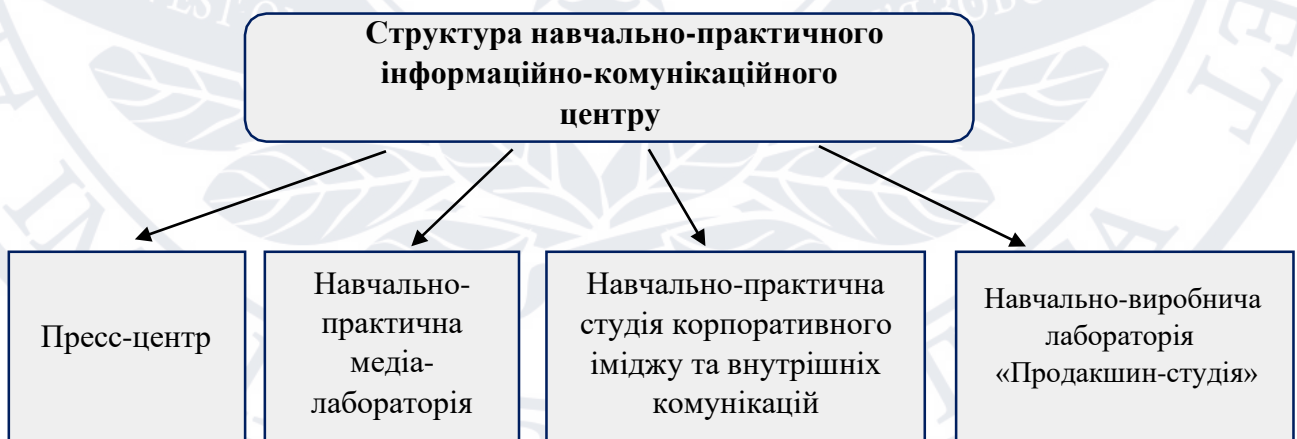 Структура навчально-практичного
інформаційно-комунікаційного
центру
Пресс-центр
Навчально-
практична
медіа-
лабораторія
Навчально-практична
студія корпоративного
іміджу та внутрішніх
комунікацій
Навчально-виробнича
лабораторія
«Продакшин-студія»